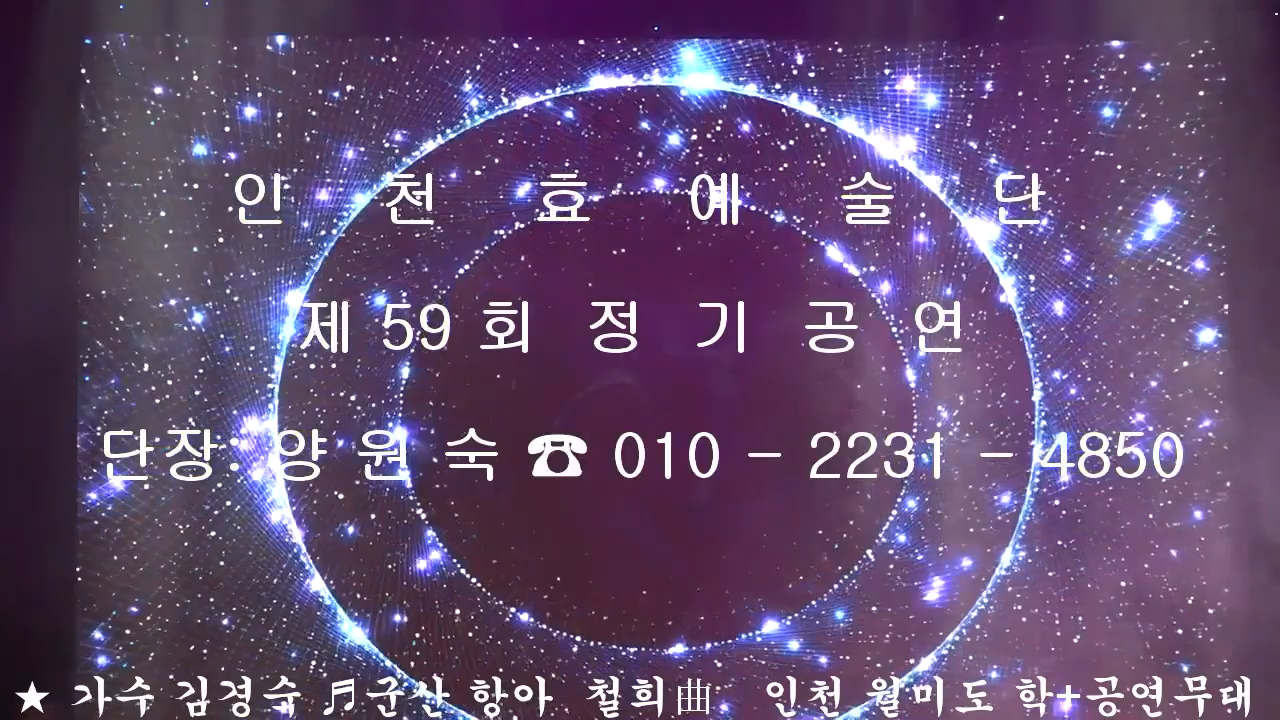 인 천 효 예 술 단
제 59 회 정 기 공 연
단장: 양 원 숙 ☎ 010 - 2231 - 4850
★ 가수 김경숙 ♬군산 항아 철희曲 인천 월미도 학+공연무대